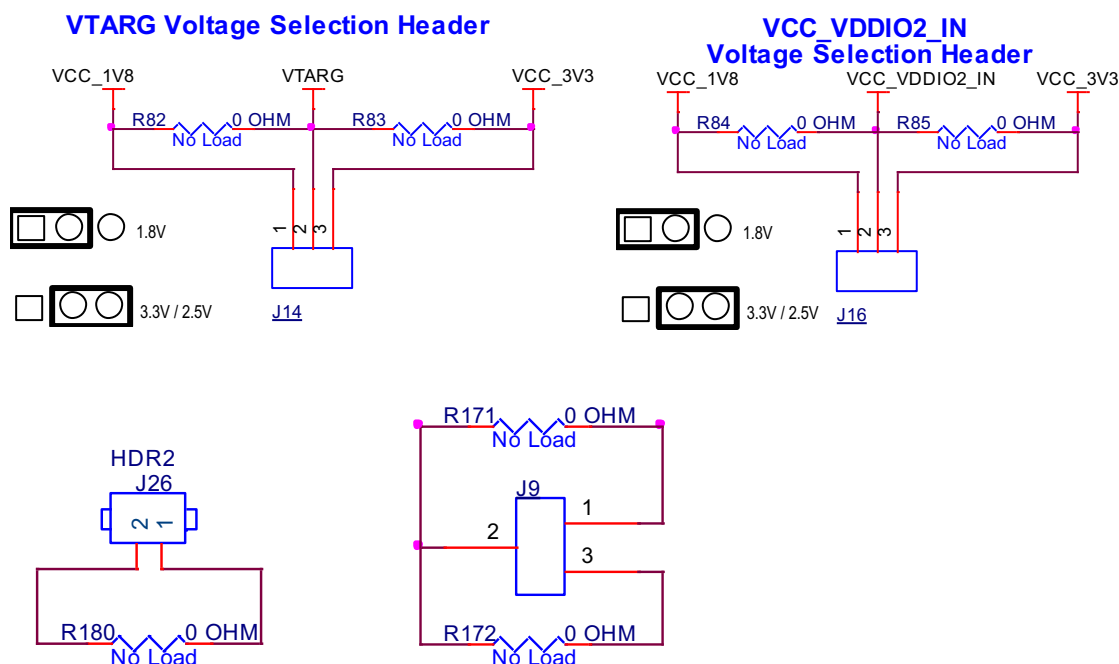 VTARG Voltage Selection Header
VCC_1V8
VTARG
VCC_3V3
R82
0 OHM
No Load
R83
0 OHM
No Load
1
2
3
1.8V
3.3V / 2.5V
J14
VCC_VDDIO2_IN
Voltage Selection Header
VCC_1V8
VCC_VDDIO2_IN
VCC_3V3
R84
0 OHM
No Load
R85
0 OHM
No Load
1
2
3
1.8V
3.3V / 2.5V
J16
HDR2
J26
2
1
R180
0 OHM
No Load
R171
0 OHM
No Load
J9
1
2
3
R172
0 OHM
No Load